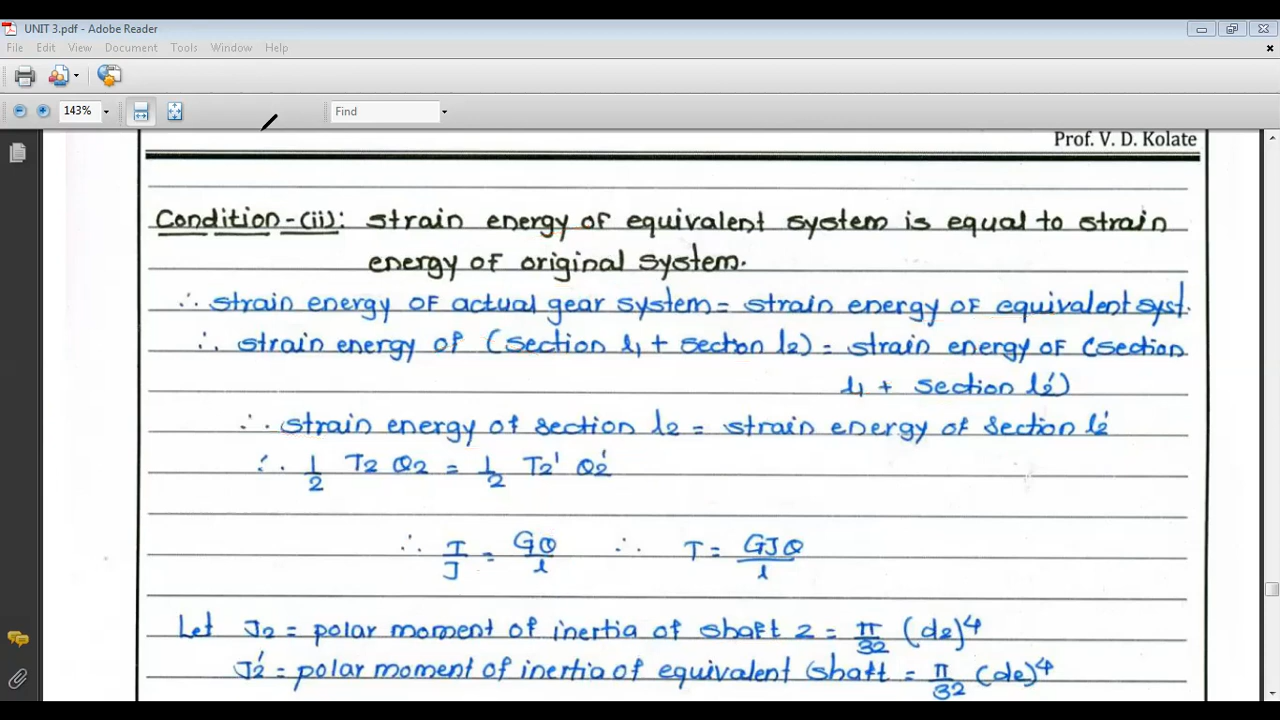 UNIT 3.pdf - Adobe Reader
File Edit View Document Tools Window Help
143% Find
Prof. V. D. Kolate
Condition-(ii): strain energy of equivalent system is equal to strain
energy of original system.
∴ strain energy of actual gear system = strain energy of equivalent syst.
∴ strain energy of (section l₁ + section l₂) = strain energy of (section
l₁ + section l₂')
∴ strain energy of section l₂ = strain energy of section l₂'
∴ 1/2 T₂ θ₂ = 1/2 T₂' θ₂'
∴ T/J = Gθ/l ∴ T = GJθ/l
Let J₂ = polar moment of inertia of shaft 2 = π/32 (d₂)⁴
J₂' = polar moment of inertia of equivalent shaft = π/32 (de)⁴